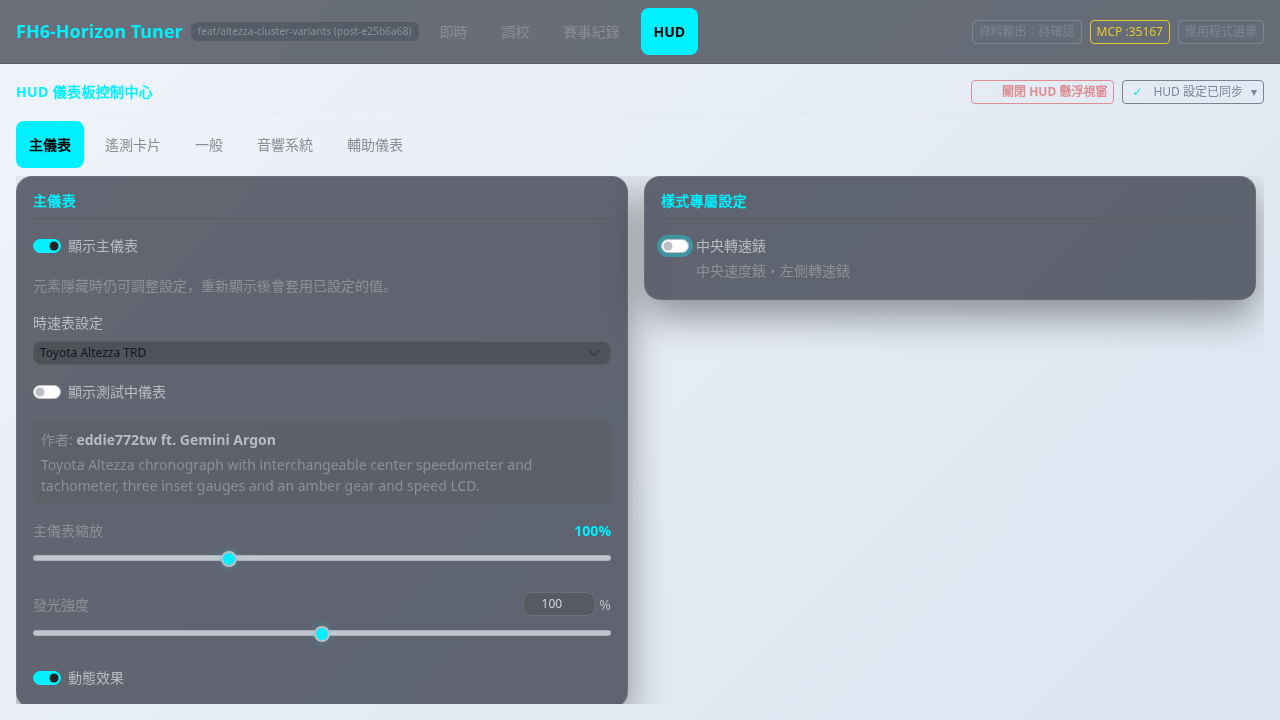 FH6-Horizon Tuner
feat/altezza-cluster-variants (post-e25b6a68)
即時
調校
賽事紀錄
HUD
資料輸出：待確認
MCP :35167
應用程式選單
HUD 儀表板控制中心
關閉 HUD 懸浮視窗
✓ HUD 設定已同步 ▾
主儀表
遙測卡片
一般
音響系統
輔助儀表
主儀表
顯示主儀表
元素隱藏時仍可調整設定，重新顯示後會套用已設定的值。
時速表設定
Toyota Altezza TRD
顯示測試中儀表
作者: eddie772tw ft. Gemini Argon
Toyota Altezza chronograph with interchangeable center speedometer and
tachometer, three inset gauges and an amber gear and speed LCD.
主儀表縮放
100%
發光強度
100 %
動態效果
樣式專屬設定
中央轉速錶
中央速度錶・左側轉速錶